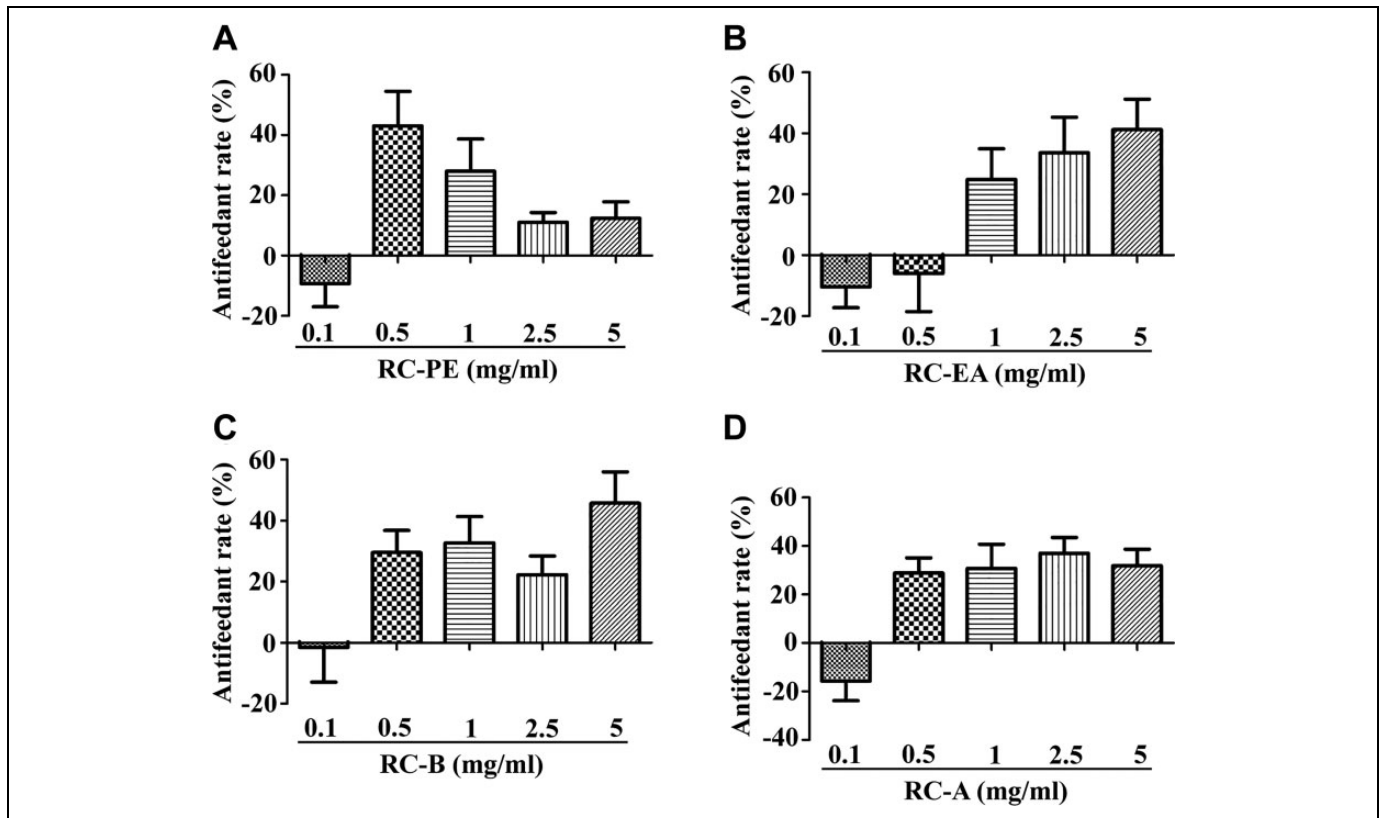 A
Antifeedant rate (%)
60
40
20
0
-20
0.1 0.5 1 2.5 5
RC-PE (mg/ml)
B
Antifeedant rate (%)
60
40
20
0
-20
0.1 0.5 1 2.5 5
RC-EA (mg/ml)
C
Antifeedant rate (%)
60
40
20
0
-20
0.1 0.5 1 2.5 5
RC-B (mg/ml)
D
Antifeedant rate (%)
60
40
20
0
-20
-40
0.1 0.5 1 2.5 5
RC-A (mg/ml)